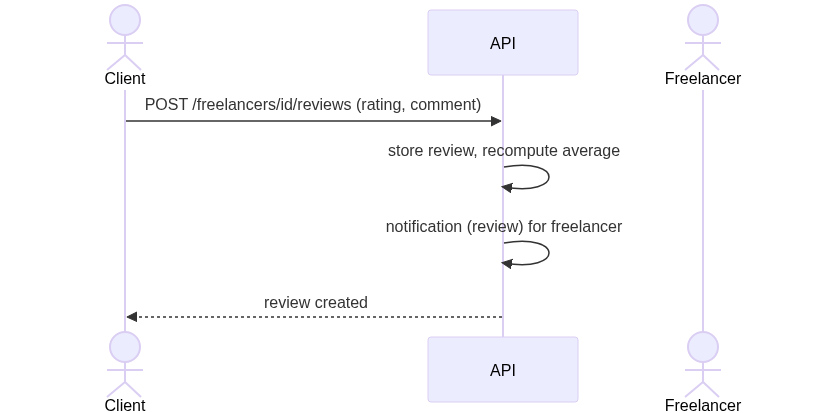 Client
API
Freelancer
POST /freelancers/id/reviews (rating, comment)
store review, recompute average
notification (review) for freelancer
review created
Client
API
Freelancer